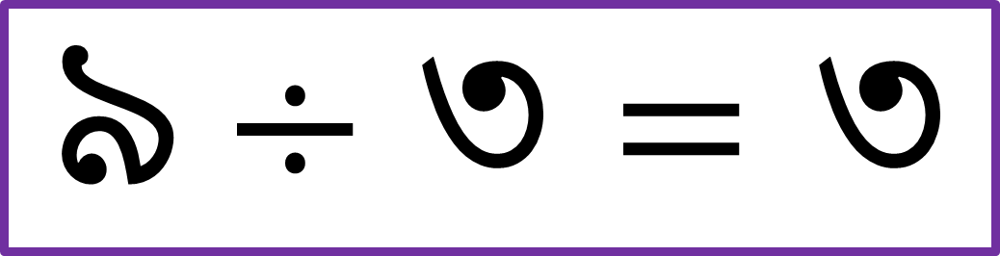 ৯ ÷ ৩ = ৩